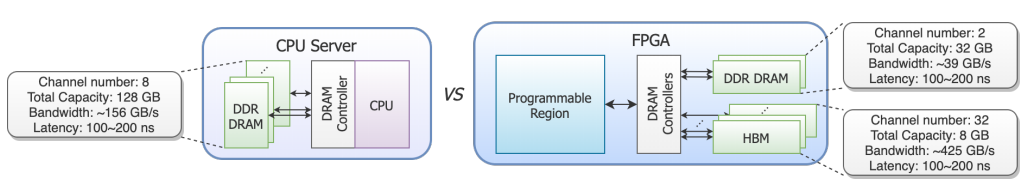 CPU Server
Channel number: 8
Total Capacity: 128 GB
Bandwidth: ~156 GB/s
Latency: 100~200 ns
DDR
DRAM
DRAM
Controller
CPU
VS
FPGA
Programmable
Region
DRAM
Controllers
DDR DRAM
HBM
Channel number: 2
Total Capacity: 32 GB
Bandwidth: ~39 GB/s
Latency: 100~200 ns
Channel number: 32
Total Capacity: 8 GB
Bandwidth: ~425 GB/s
Latency: 100~200 ns